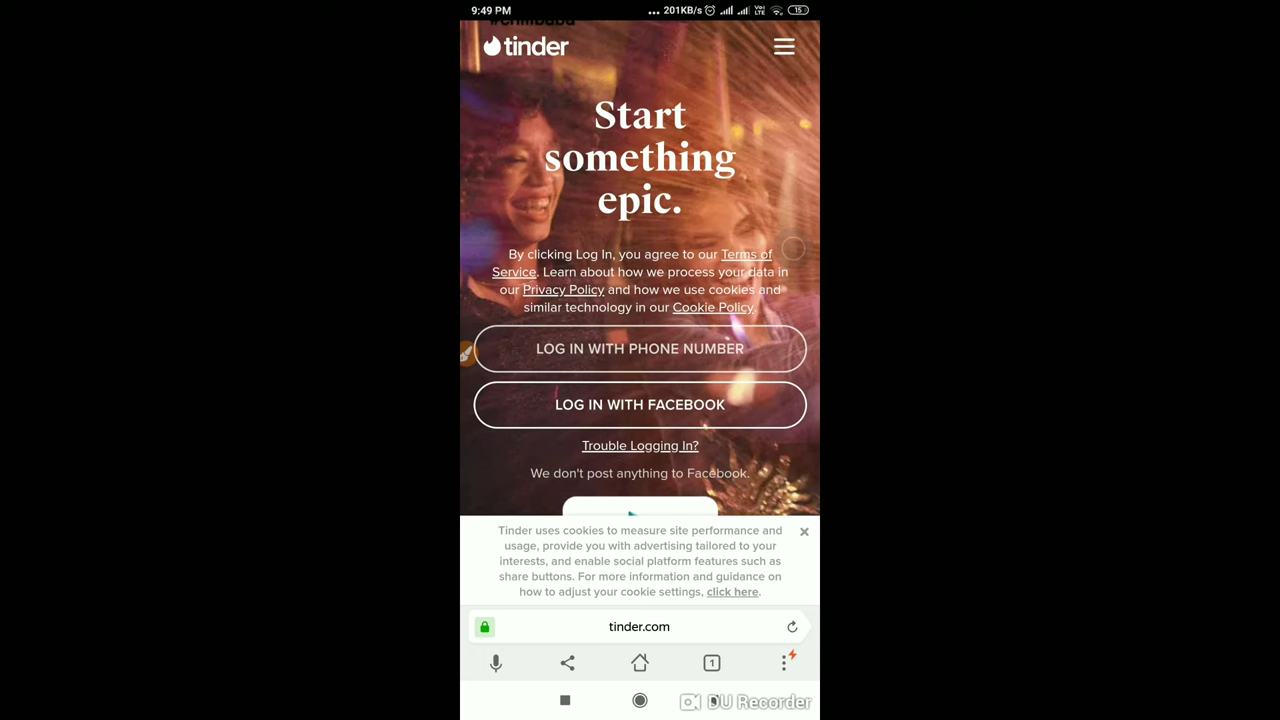 9:49 PM
... 201KB/s
Vo
LTE
15
tinder
Start
something
epic.
By clicking Log In, you agree to our Terms of
Service. Learn about how we process your data in
our Privacy Policy and how we use cookies and
similar technology in our Cookie Policy.
LOG IN WITH PHONE NUMBER
LOG IN WITH FACEBOOK
Trouble Logging In?
We don't post anything to Facebook.
Tinder uses cookies to measure site performance and
usage, provide you with advertising tailored to your
interests, and enable social platform features such as
share buttons. For more information and guidance on
how to adjust your cookie settings, click here.
tinder.com
1
DU Recorder